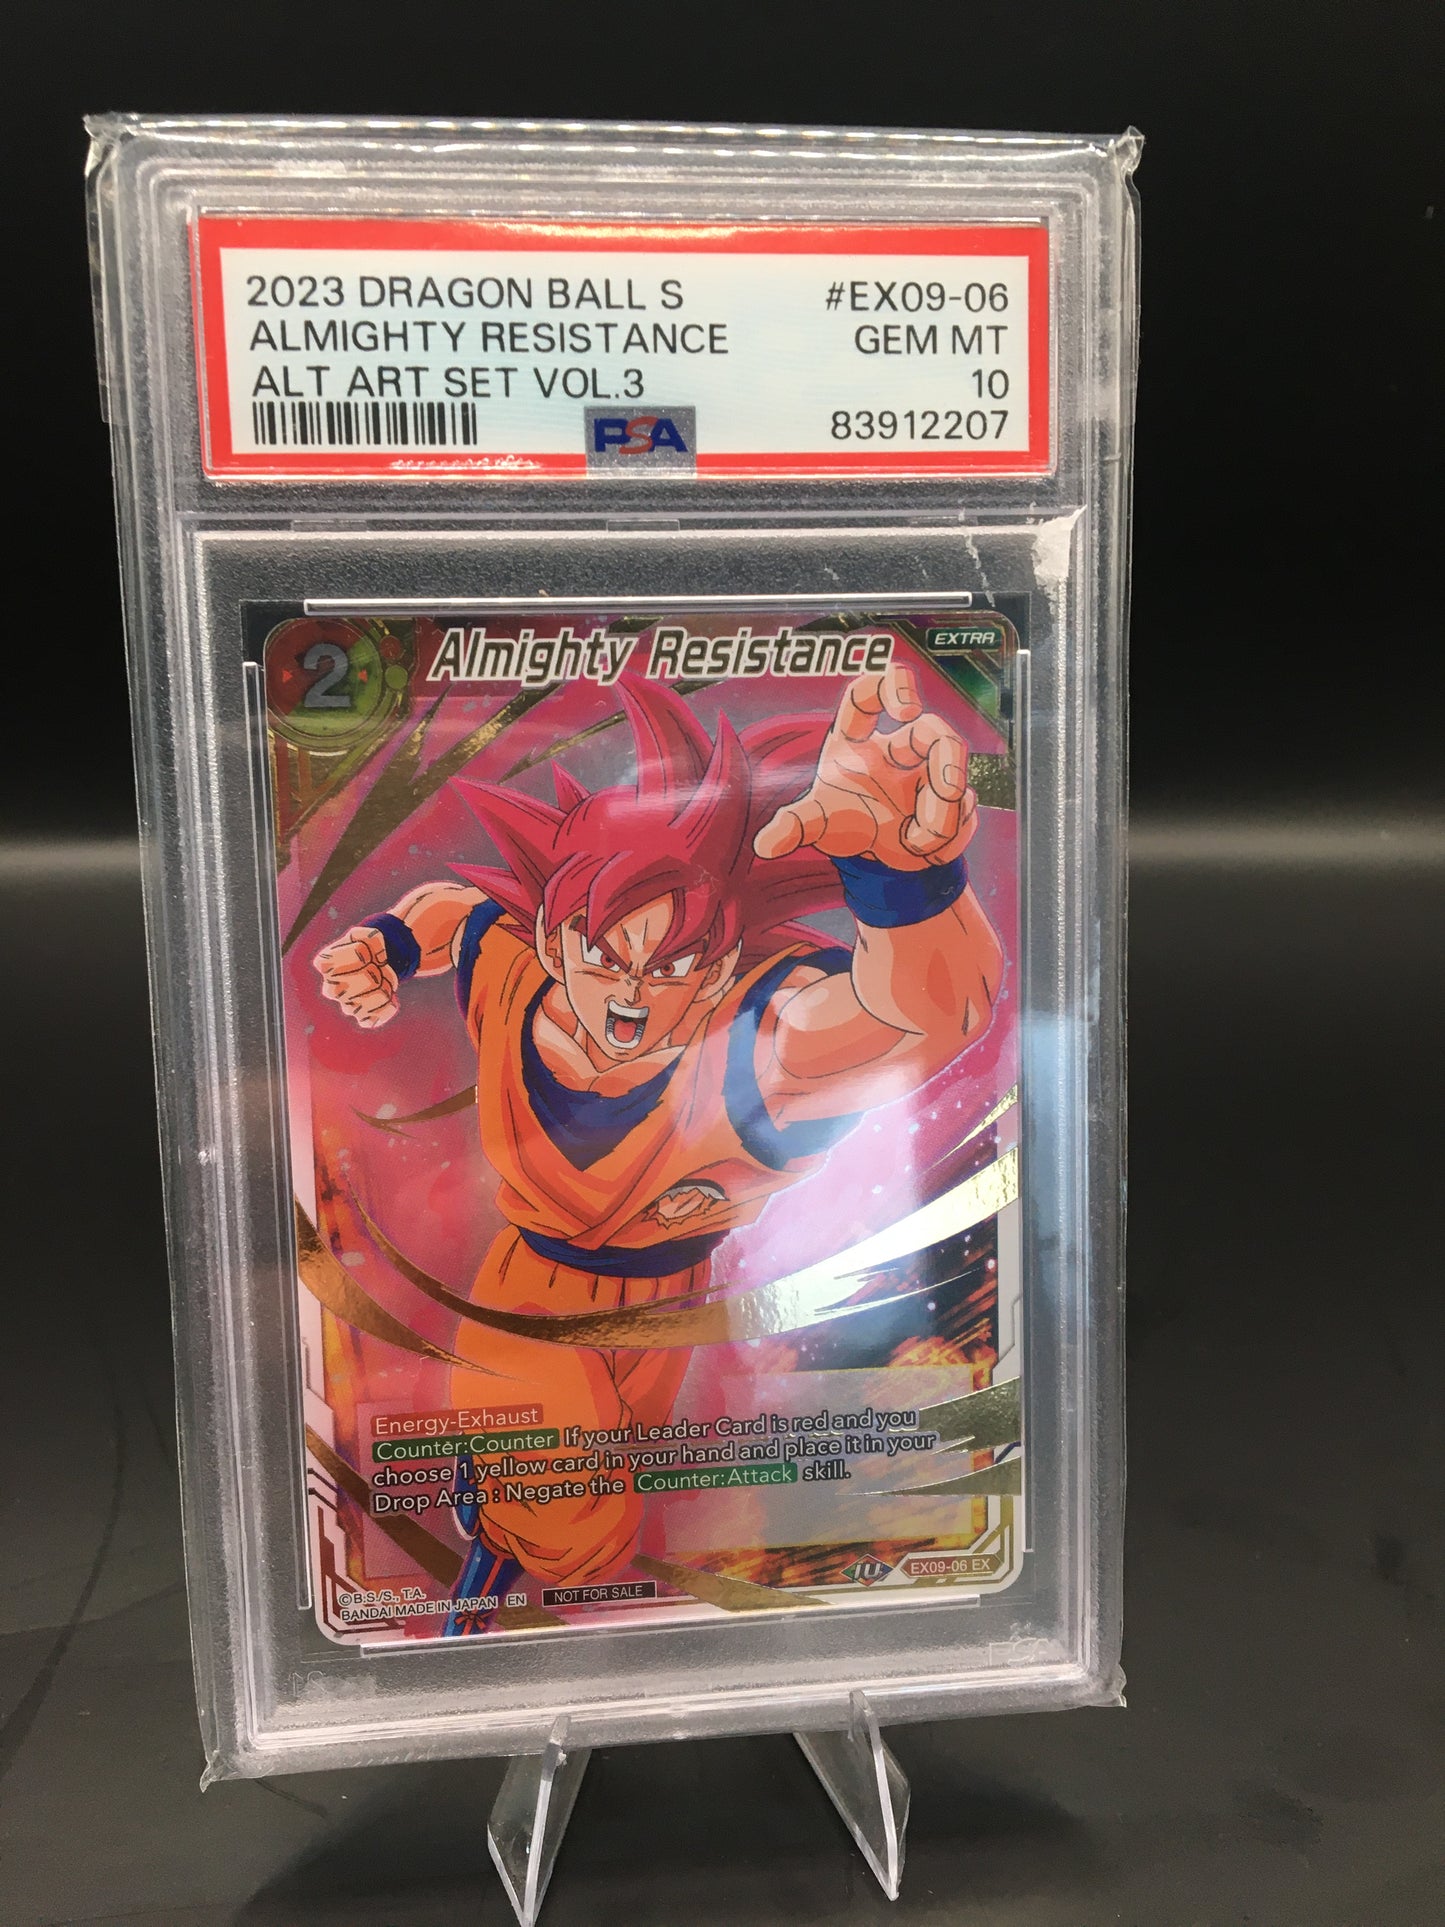 2023 DRAGON BALL S #EX09-06
ALMIGHTY RESISTANCE GEM MT
ALT ART SET VOL.3 10
PSA 83912207
2 Almighty Resistance EXTRA
Energy-Exhaust
Counter:Counter If your Leader Card is red and you
choose 1 yellow card in your hand and place it in your
Drop Area : Negate the Counter:Attack skill.
©B.S./S., T.A. IU EX09-06 EX
BANDAI MADE IN JAPAN EN NOT FOR SALE
PSA